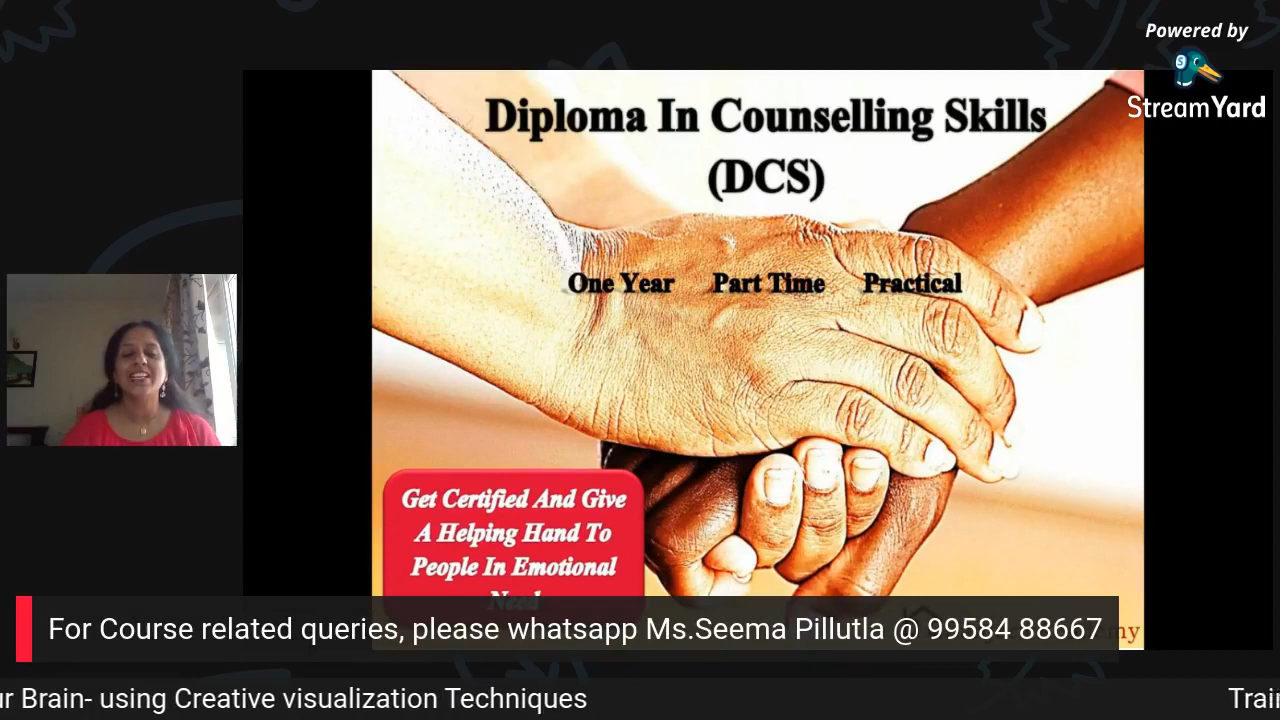 Powered by
StreamYard
Diploma In Counselling Skills
(DCS)
One Year Part Time Practical
Get Certified And Give
A Helping Hand To
People In Emotional
Need
For Course related queries, please whatsapp Ms.Seema Pillutla @ 99584 88667
ur Brain- using Creative visualization Techniques
Trai